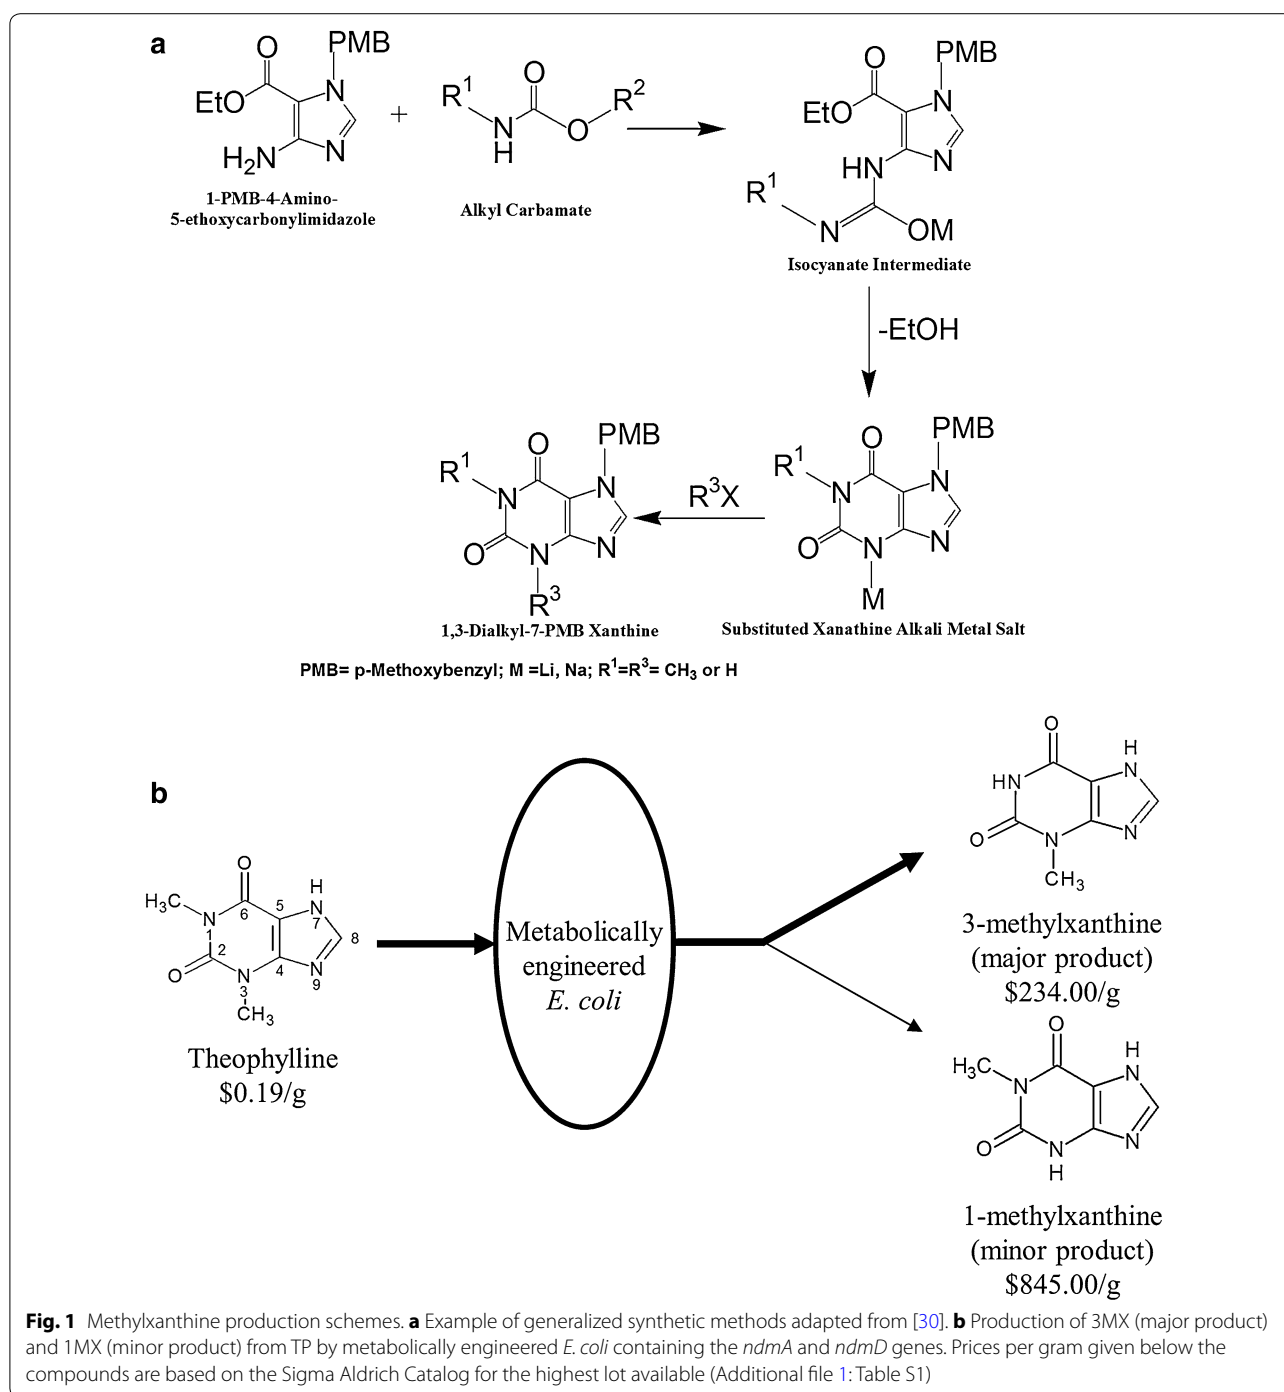 a
O
PMB
EtO
N
H₂N
N
1-PMB-4-Amino-
5-ethoxycarbonylimidazole
+
R¹
O
R²
N
H
O
Alkyl Carbamate
O
PMB
EtO
N
HN
N
R¹
N
OM
Isocyanate Intermediate
-EtOH
O
PMB
R¹
N
N
O
N
N
R³
1,3-Dialkyl-7-PMB Xanthine
R³X
O
PMB
R¹
N
N
O
N
N
M
Substituted Xanathine Alkali Metal Salt
PMB= p-Methoxybenzyl; M =Li, Na; R¹=R³= CH₃ or H
b
O
H
H₃C
6
5
N
7
N
1
8
2
O
4
N
9
N
3
CH₃
Theophylline
$0.19/g
Metabolically
engineered
E. coli
O
H
HN
N
O
N
N
CH₃
3-methylxanthine
(major product)
$234.00/g
O
H
H₃C
N
N
O
N
H
N
1-methylxanthine
(minor product)
$845.00/g
Fig. 1 Methylxanthine production schemes. a Example of generalized synthetic methods adapted from [30]. b Production of 3MX (major product)
and 1MX (minor product) from TP by metabolically engineered E. coli containing the ndmA and ndmD genes. Prices per gram given below the
compounds are based on the Sigma Aldrich Catalog for the highest lot available (Additional file 1: Table S1)